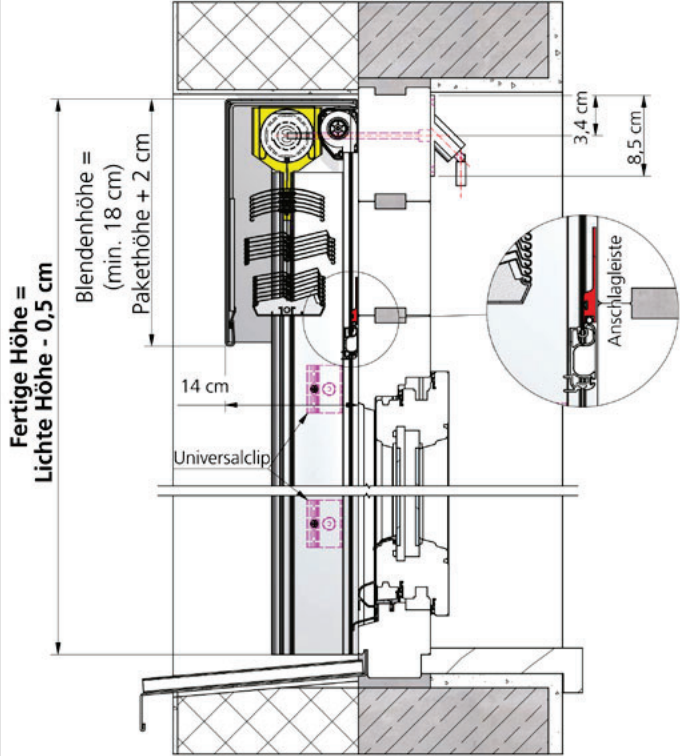 Fertige Höhe =
Lichte Höhe - 0,5 cm
Blendenhöhe =
(min. 18 cm)
Pakethöhe + 2 cm
14 cm
Universalclip
3,4 cm
8,5 cm
Anschlagleiste